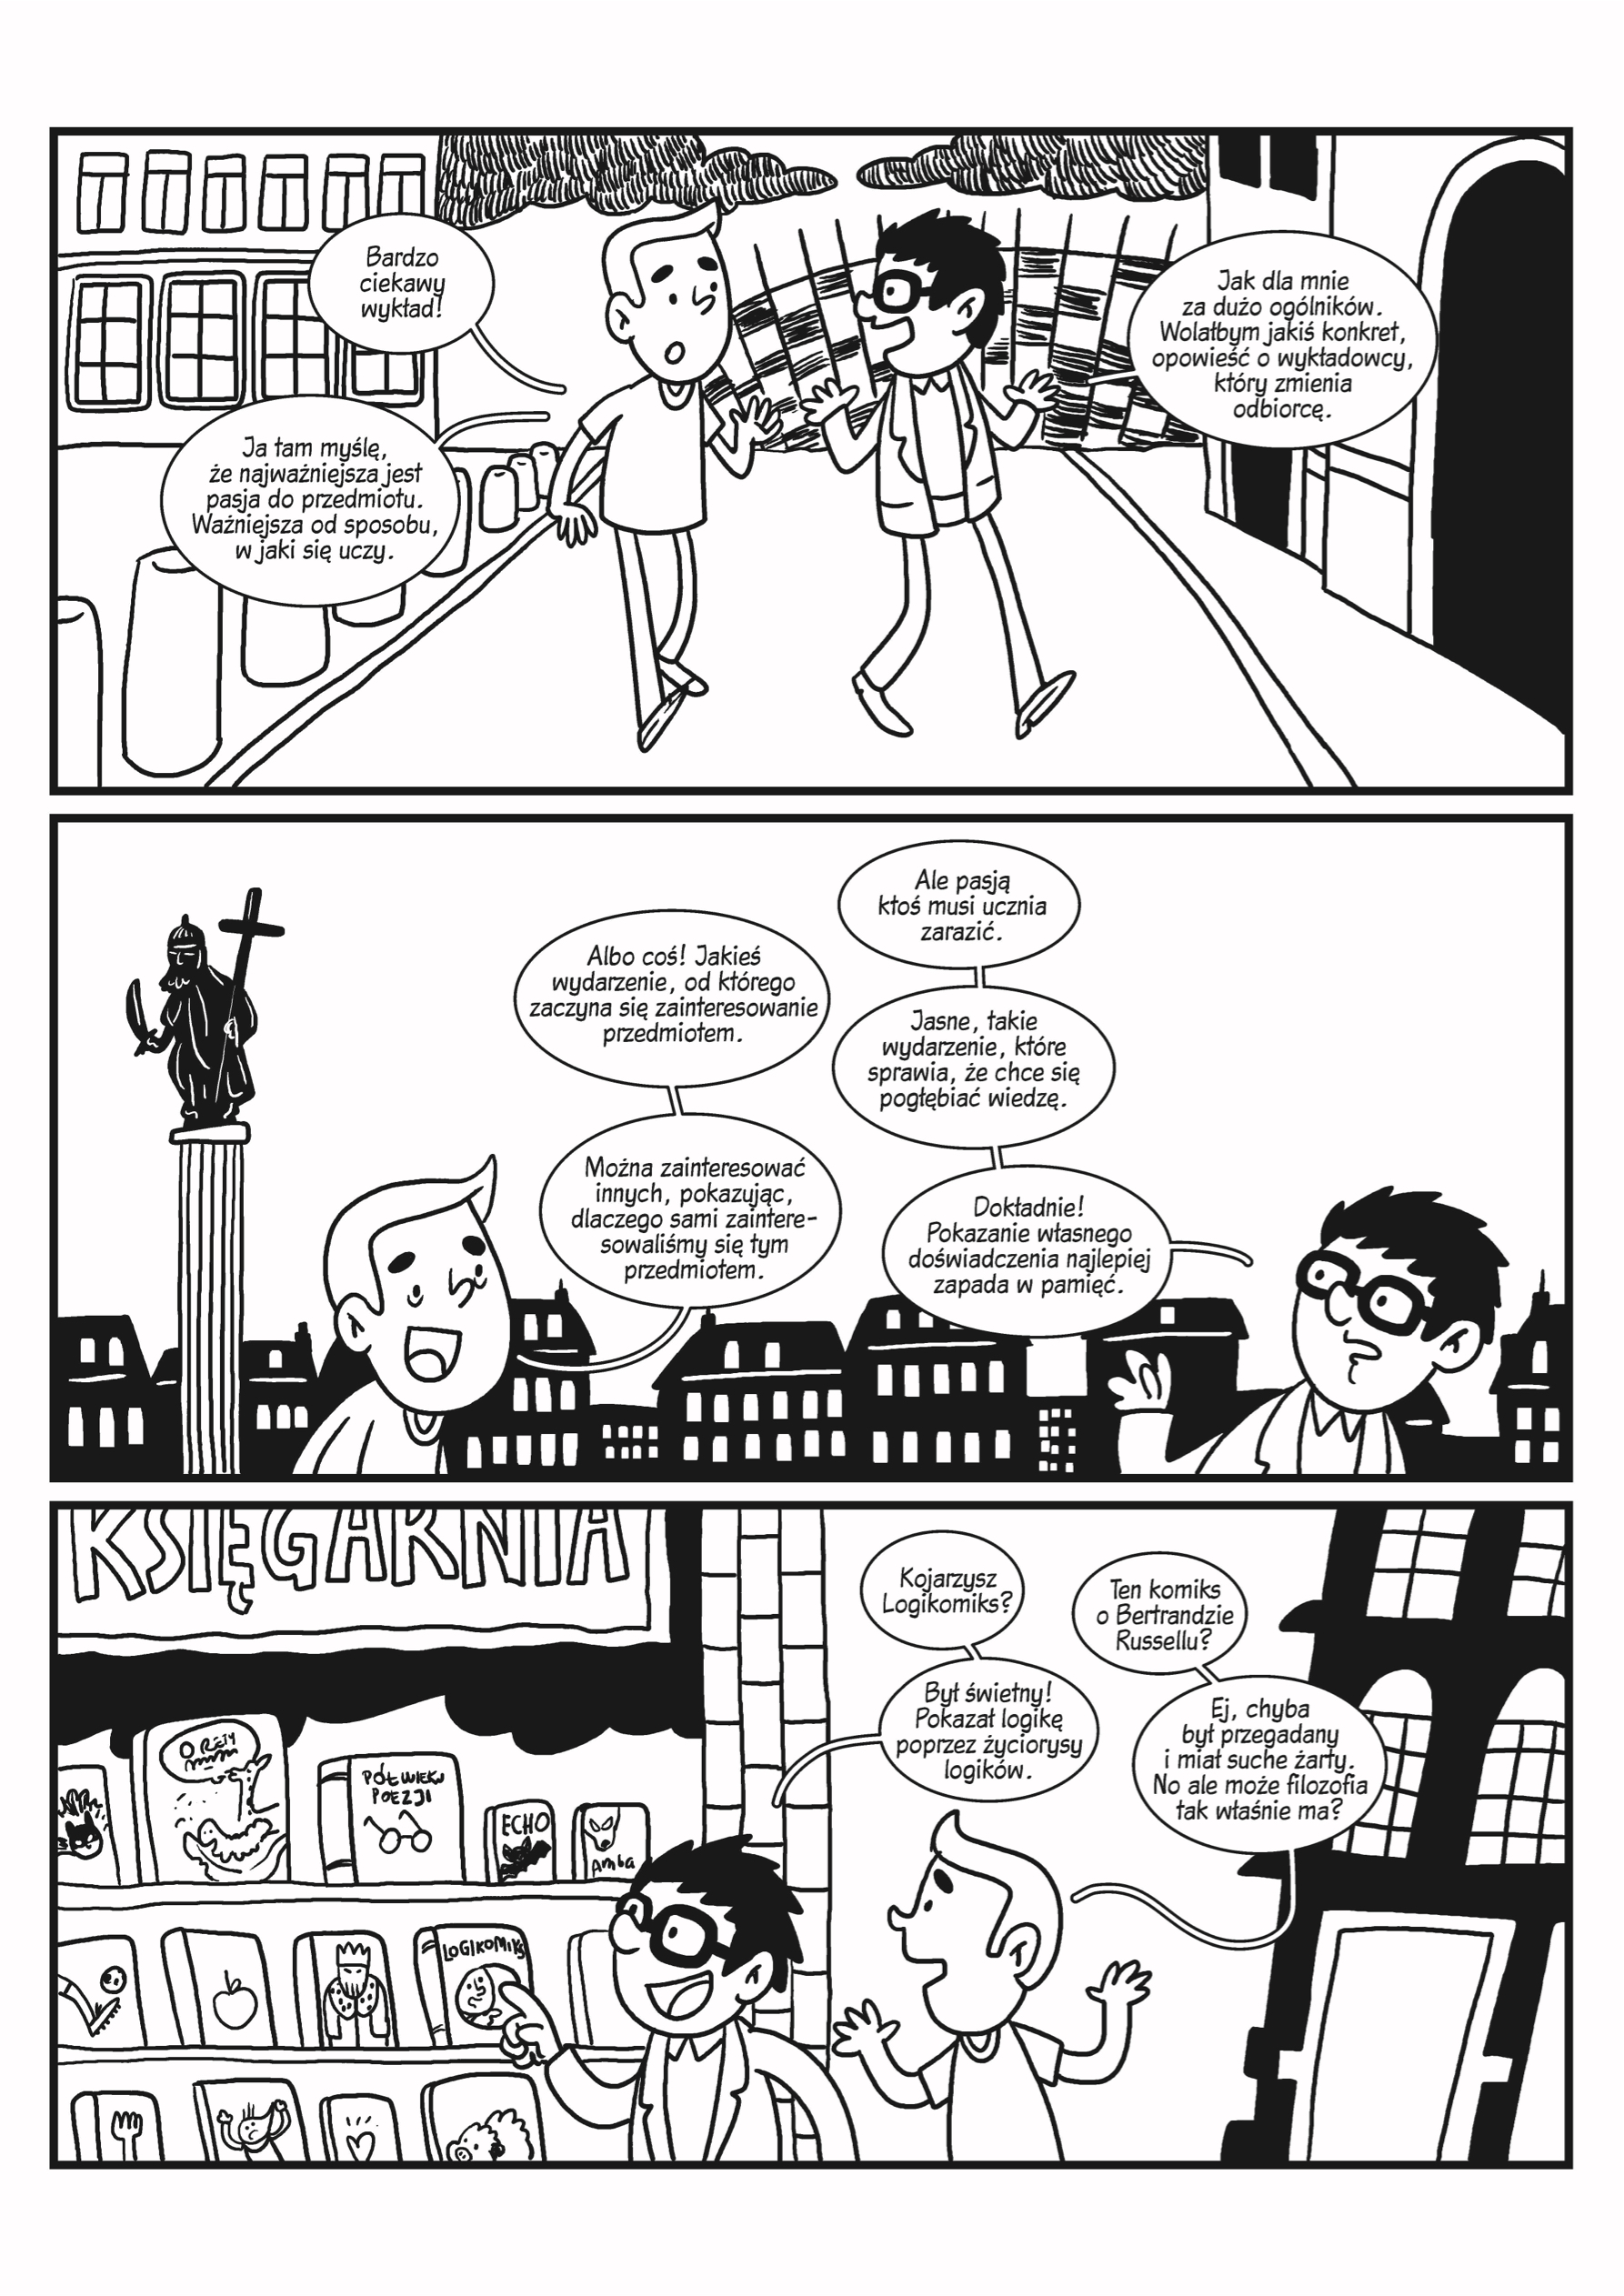 Bardzo
ciekawy
wykład!
Jak dla mnie
za dużo ogólników.
Wolałbym jakiś konkret,
opowieść o wykładowcy,
który zmienia
odbiorcę.
Ja tam myślę,
że najważniejsza jest
pasja do przedmiotu.
Ważniejsza od sposobu,
w jaki się uczy.
Ale pasją
ktoś musi ucznia
zarazić.
Albo coś! Jakieś
wydarzenie, od którego
zaczyna się zainteresowanie
przedmiotem.
Jasne, takie
wydarzenie, które
sprawia, że chce się
pogłębiać wiedzę.
Można zainteresować
innych, pokazując,
dlaczego sami zaintere-
sowaliśmy się tym
przedmiotem.
Dokładnie!
Pokazanie własnego
doświadczenia najlepiej
zapada w pamięć.
KSIĘGARNIA
Kojarzysz
Logikomiks?
Ten komiks
o Bertrandzie
Russellu?
Był świetny!
Pokazał logikę
poprzez życiorysy
logików.
Ej, chyba
był przegadany
i miał suche żarty.
No ale może filozofia
tak właśnie ma?
O REJY
PÓŁ WIEKU
POEZJI
ECHO
Amba
LOGIKOMIKS